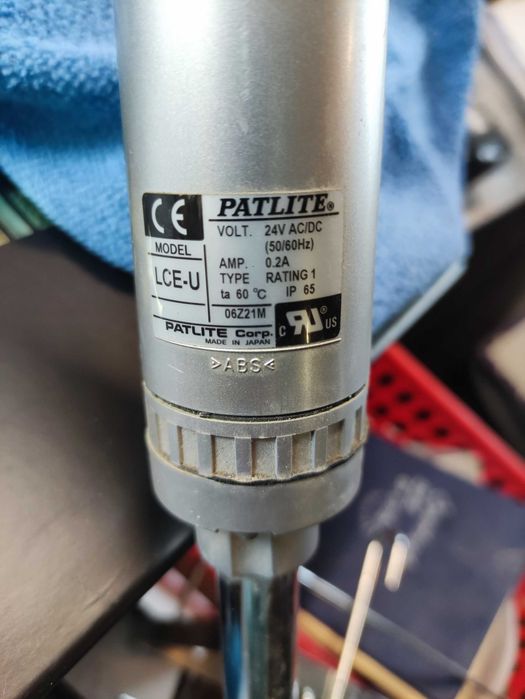 CE PATLITE®
MODEL
LCE-U
VOLT. 24V AC/DC
(50/60Hz)
AMP. 0.2A
TYPE RATING 1
ta 60 °C IP 65
06Z21M
PATLITE Corp.
MADE IN JAPAN
C RU ® US
>ABS<